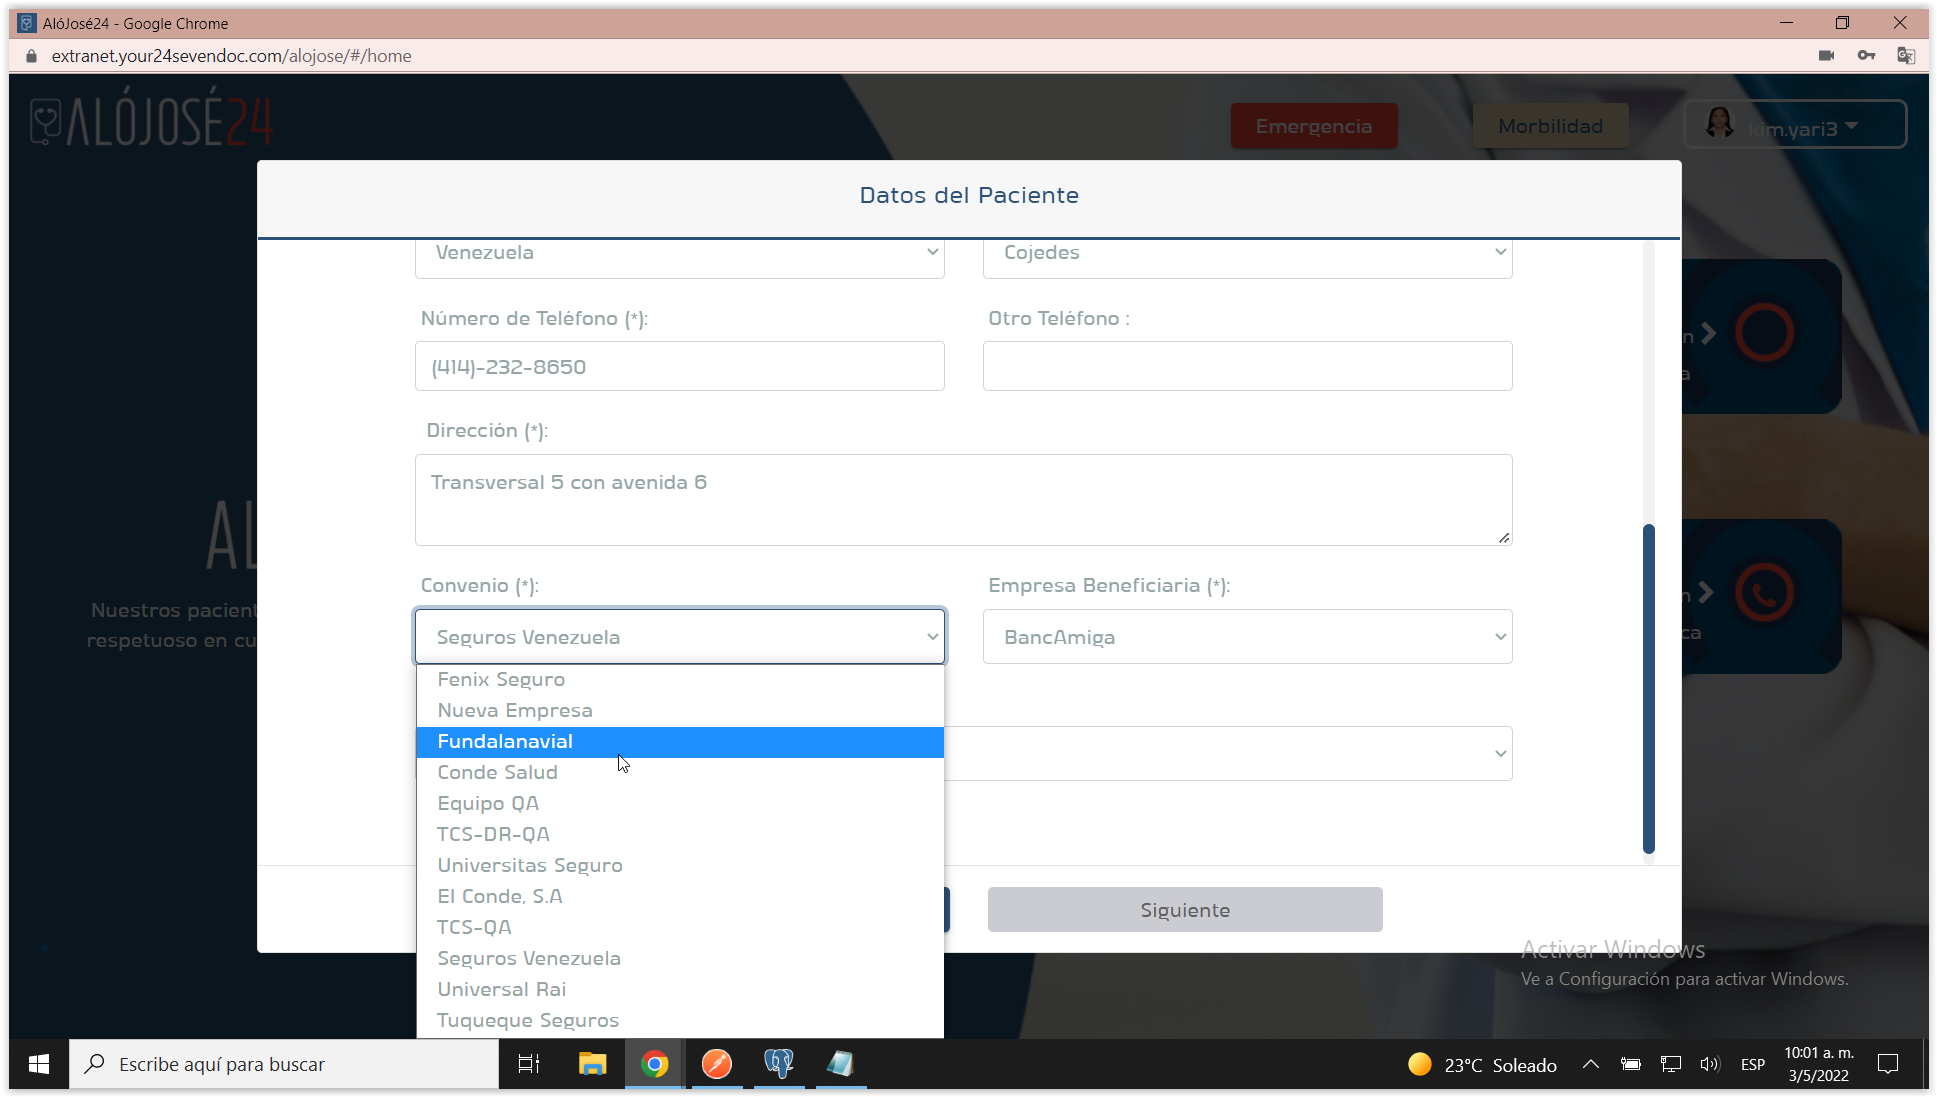 AlóJosé24 - Google Chrome
extranet.your24sevendoc.com/alojose/#/home
ALÓJOSÉ24
Emergencia
Morbilidad
kim.yari3
Datos del Paciente
Venezuela
Cojedes
Número de Teléfono (*):
Otro Teléfono :
(414)-232-8650
Dirección (*):
Transversal 5 con avenida 6
AL
Nuestros pacient
respetuoso en cu
n
a
n
ca
Convenio (*):
Empresa Beneficiaria (*):
Seguros Venezuela
BancAmiga
Fenix Seguro
Nueva Empresa
Fundalanavial
Conde Salud
Equipo QA
TCS-DR-QA
Universitas Seguro
El Conde, S.A
TCS-QA
Seguros Venezuela
Universal Rai
Tuqueque Seguros
Siguiente
Activar Windows
Ve a Configuración para activar Windows.
Escribe aquí para buscar
23°C Soleado
ESP
10:01 a. m.
3/5/2022